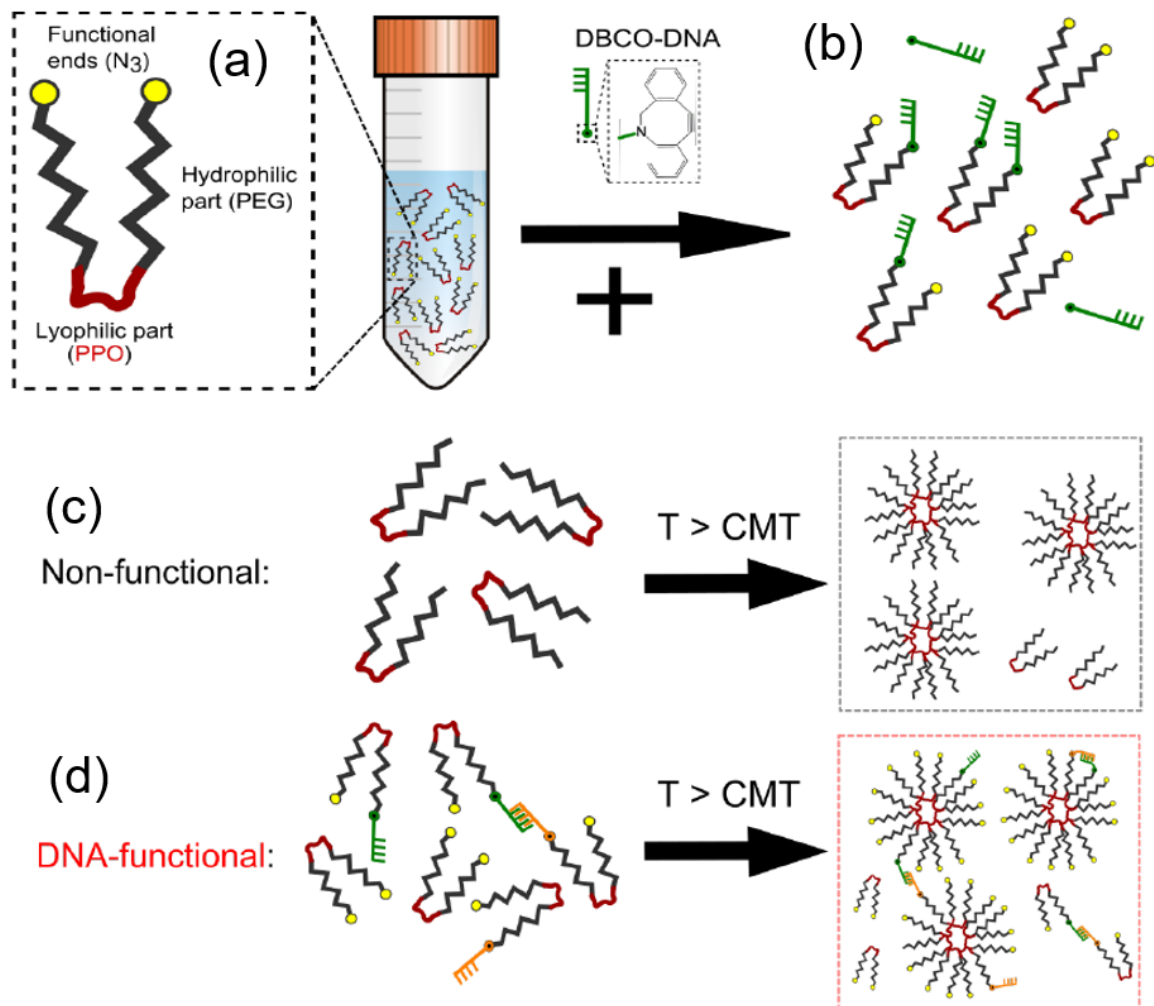 Functional
ends (N3)
(a)
Hydrophilic
part (PEG)
Lyophilic part
(PPO)
DBCO-DNA
N
(b)
(c)
Non-functional:
T > CMT
(d)
DNA-functional:
T > CMT